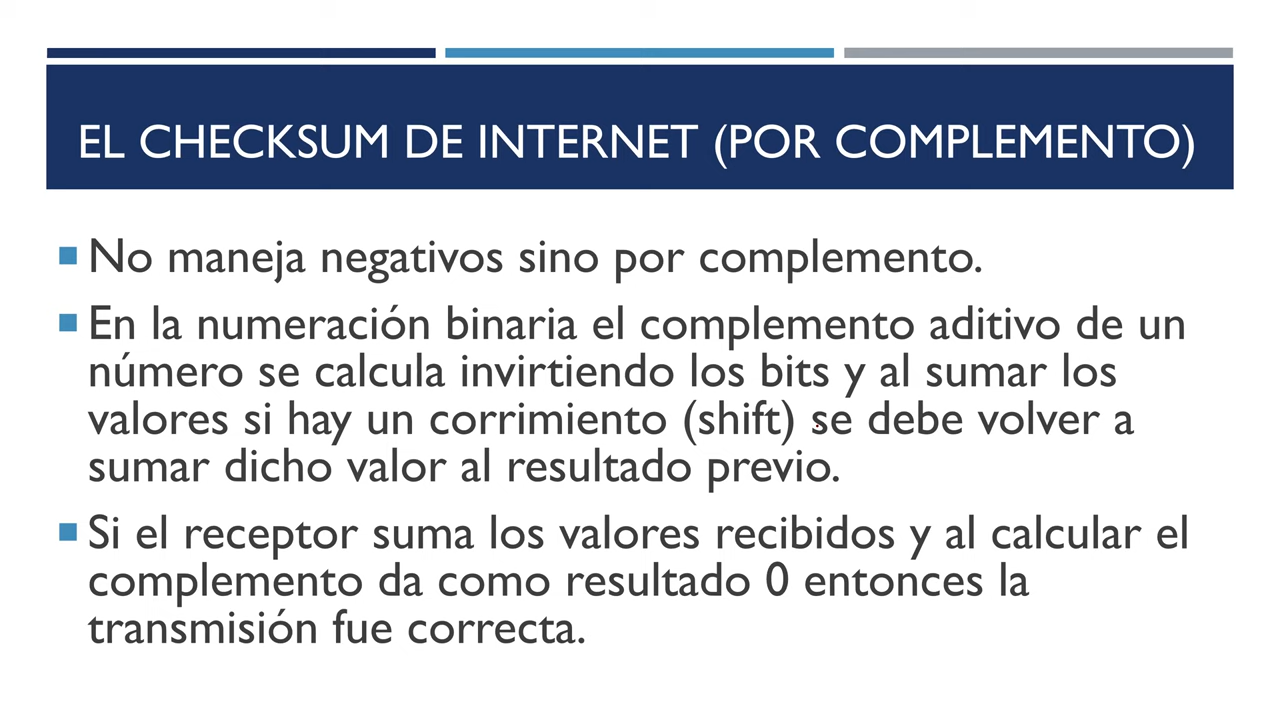 EL CHECKSUM DE INTERNET (POR COMPLEMENTO)
No maneja negativos sino por complemento.
En la numeración binaria el complemento aditivo de un
número se calcula invirtiendo los bits y al sumar los
valores si hay un corrimiento (shift) se debe volver a
sumar dicho valor al resultado previo.
Si el receptor suma los valores recibidos y al calcular el
complemento da como resultado 0 entonces la
transmisión fue correcta.